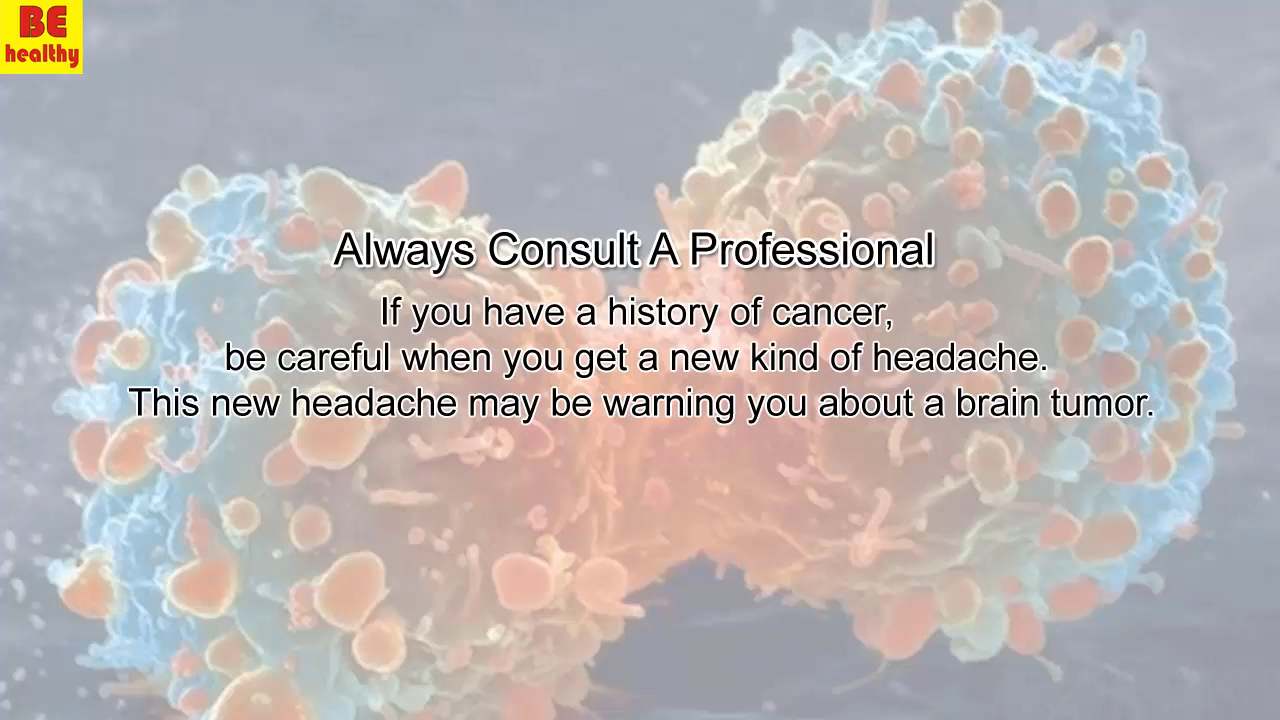 BE
healthy
Always Consult A Professional
If you have a history of cancer,
be careful when you get a new kind of headache.
This new headache may be warning you about a brain tumor.